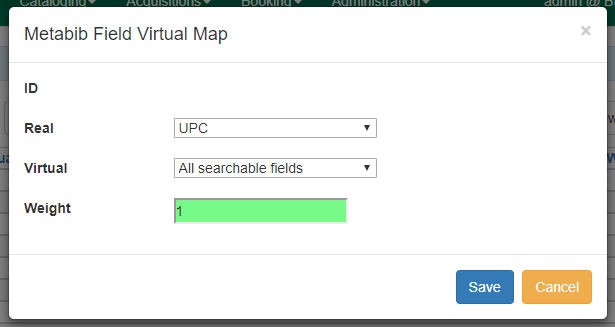 Cataloging Acquisitions Booking Administration admin @ B
Metabib Field Virtual Map ×
ID
Real UPC
Virtual All searchable fields
Weight 1
Save Cancel